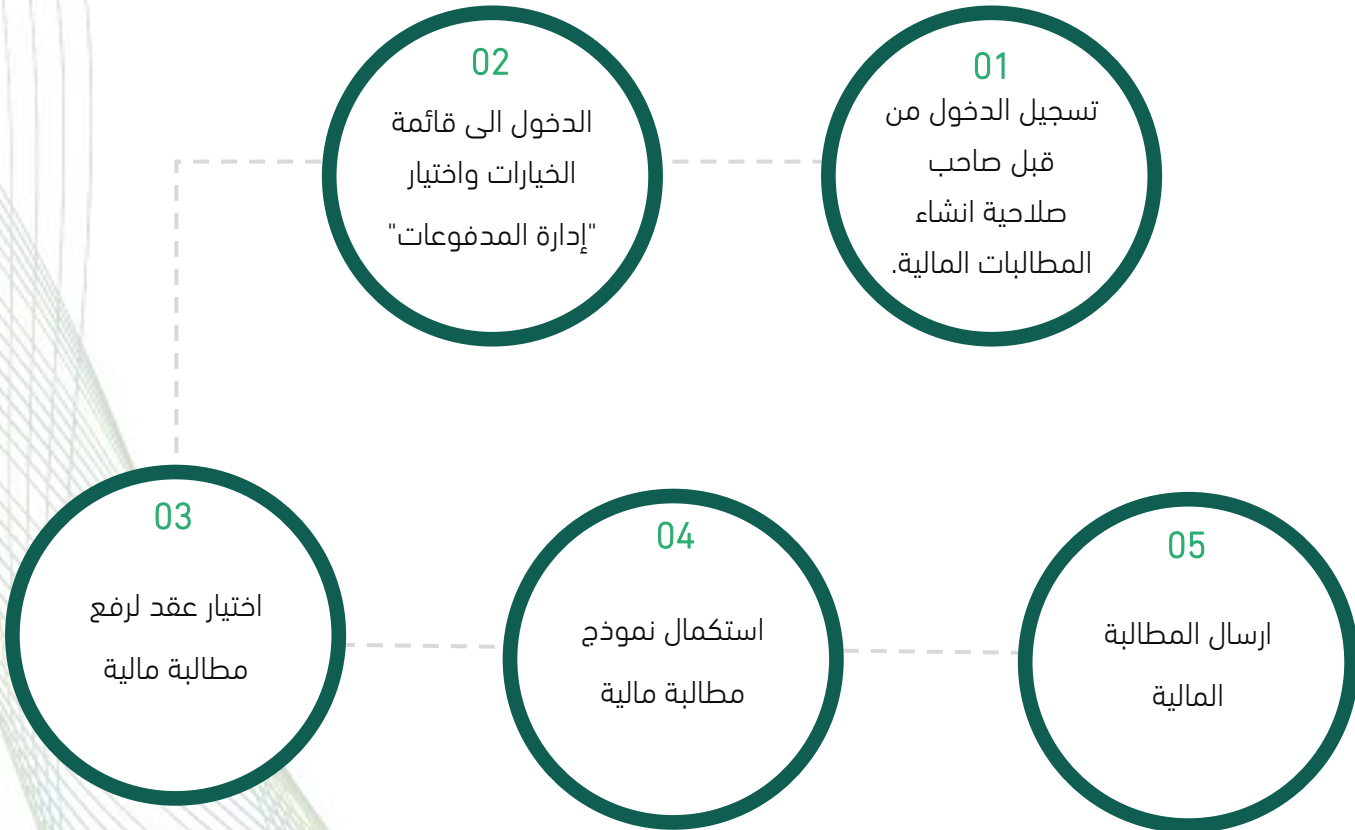 01
تسجيل الدخول من
قبل صاحب
صلاحية انشاء
المطالبات المالية.
02
الدخول الى قائمة
الخيارات واختيار
"إدارة المدفوعات"
03
اختيار عقد لرفع
مطالبة مالية
04
استكمال نموذج
مطالبة مالية
05
ارسال المطالبة
المالية